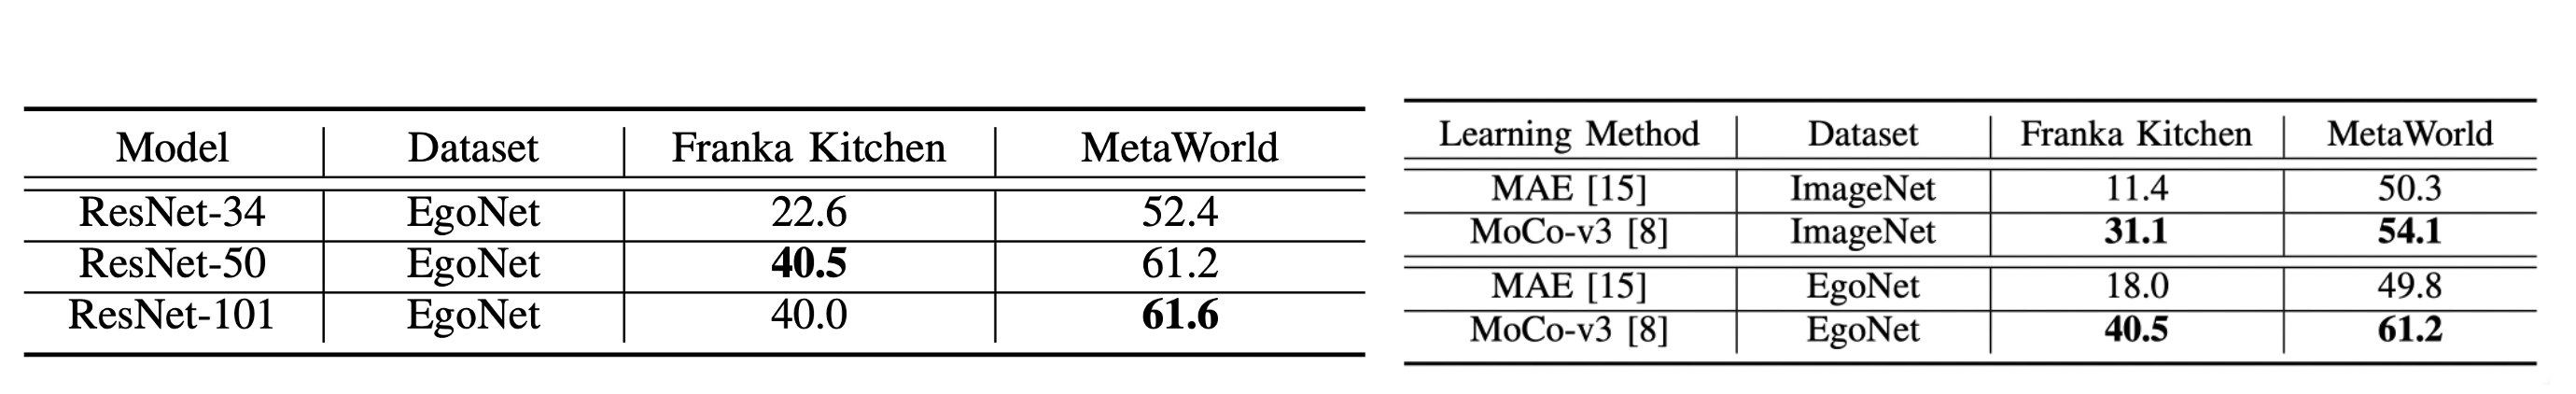 Model Dataset Franka Kitchen MetaWorld
ResNet-34 EgoNet 22.6 52.4
ResNet-50 EgoNet 40.5 61.2
ResNet-101 EgoNet 40.0 61.6
Learning Method Dataset Franka Kitchen MetaWorld
MAE [15] ImageNet 11.4 50.3
MoCo-v3 [8] ImageNet 31.1 54.1
MAE [15] EgoNet 18.0 49.8
MoCo-v3 [8] EgoNet 40.5 61.2